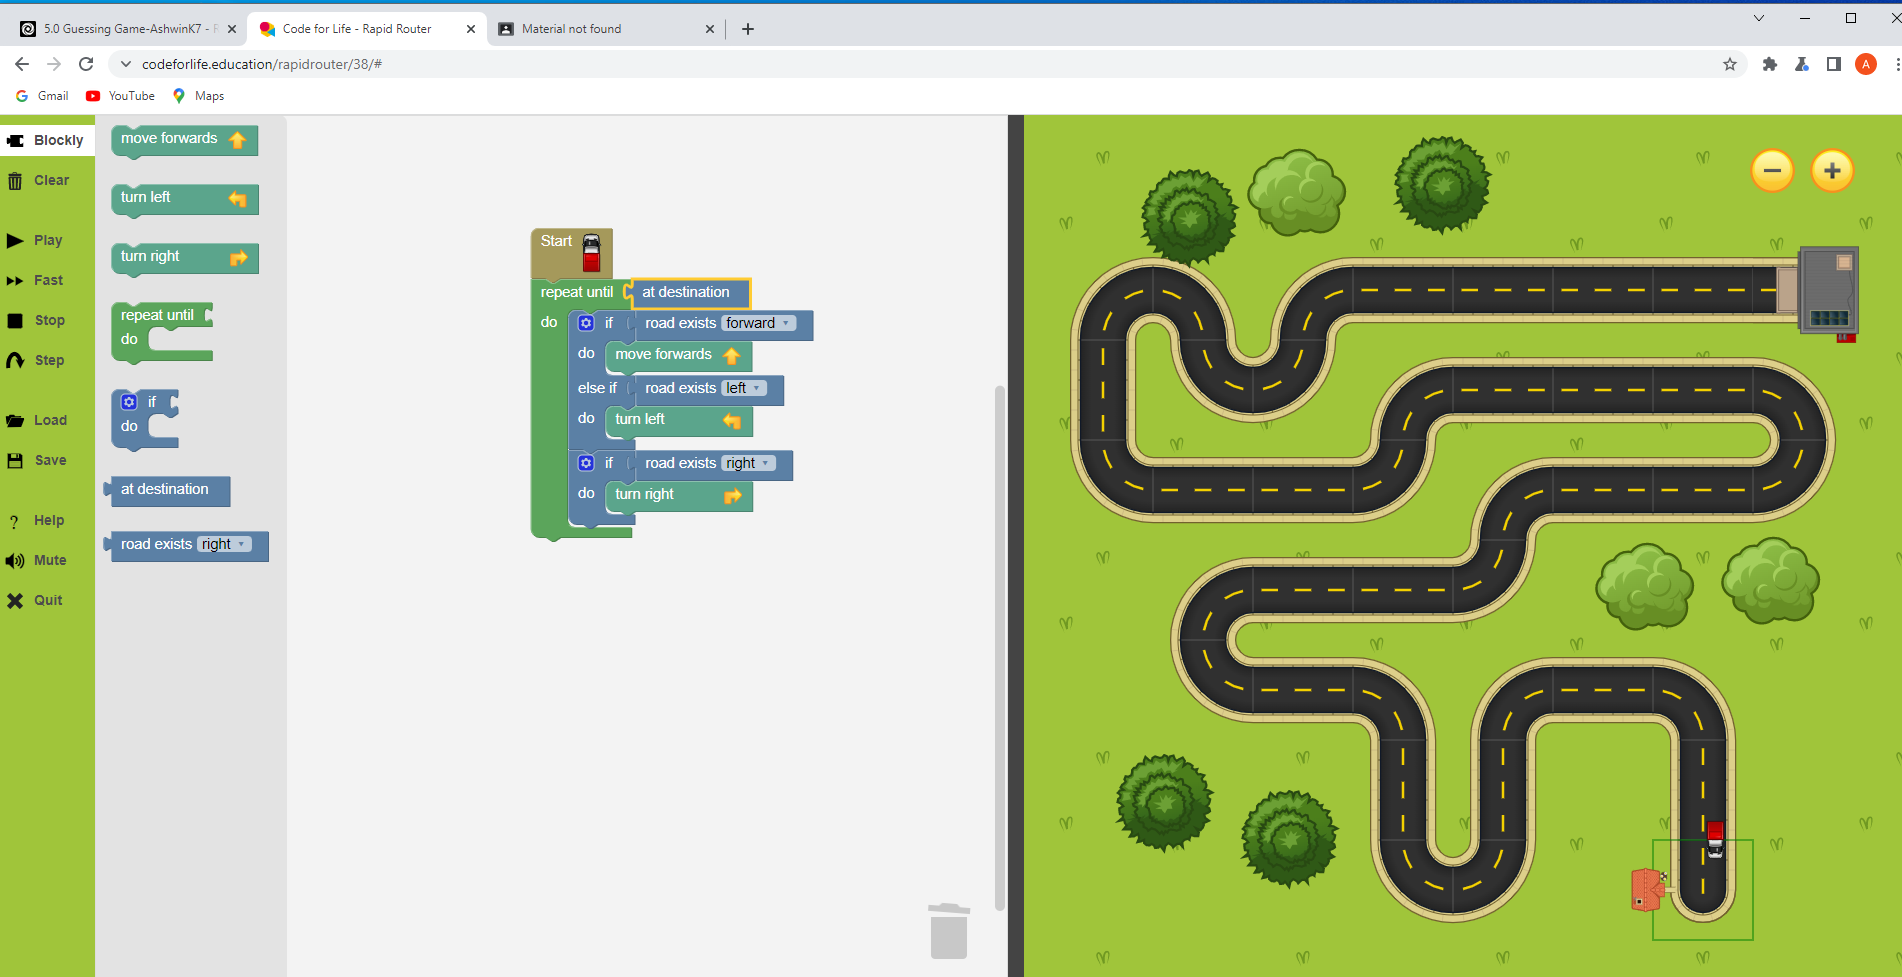 5.0 Guessing Game-AshwinK7 -
Code for Life - Rapid Router
Material not found
codeforlife.education/rapidrouter/38/#
A
Gmail
YouTube
Maps
Blockly
Clear
Play
Fast
Stop
Step
Load
Save
? Help
Mute
Quit
move forwards
turn left
turn right
repeat until
do
if
do
at destination
road exists right
Start
repeat until at destination
do if road exists forward
do move forwards
else if road exists left
do turn left
if road exists right
do turn right